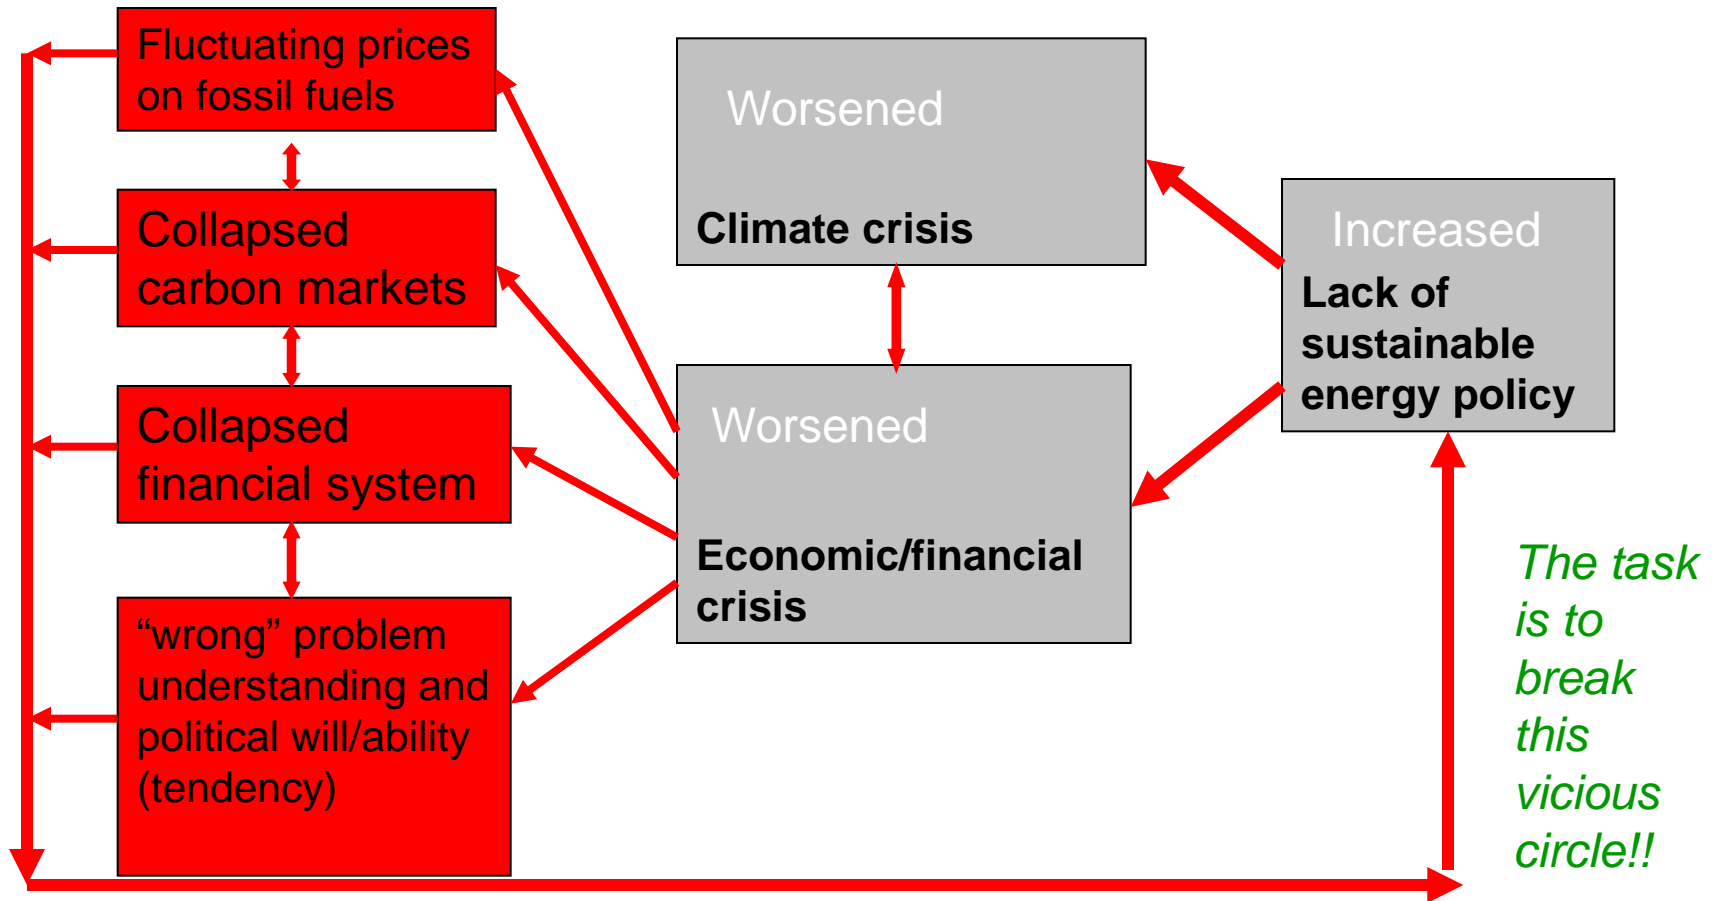 Fluctuating prices
on fossil fuels
Collapsed
carbon markets
Collapsed
financial system
“wrong” problem
understanding and
political will/ability
(tendency)
Worsened
Climate crisis
Worsened
Economic/financial
crisis
Increased
Lack of
sustainable
energy policy
The task
is to
break
this
vicious
circle!!